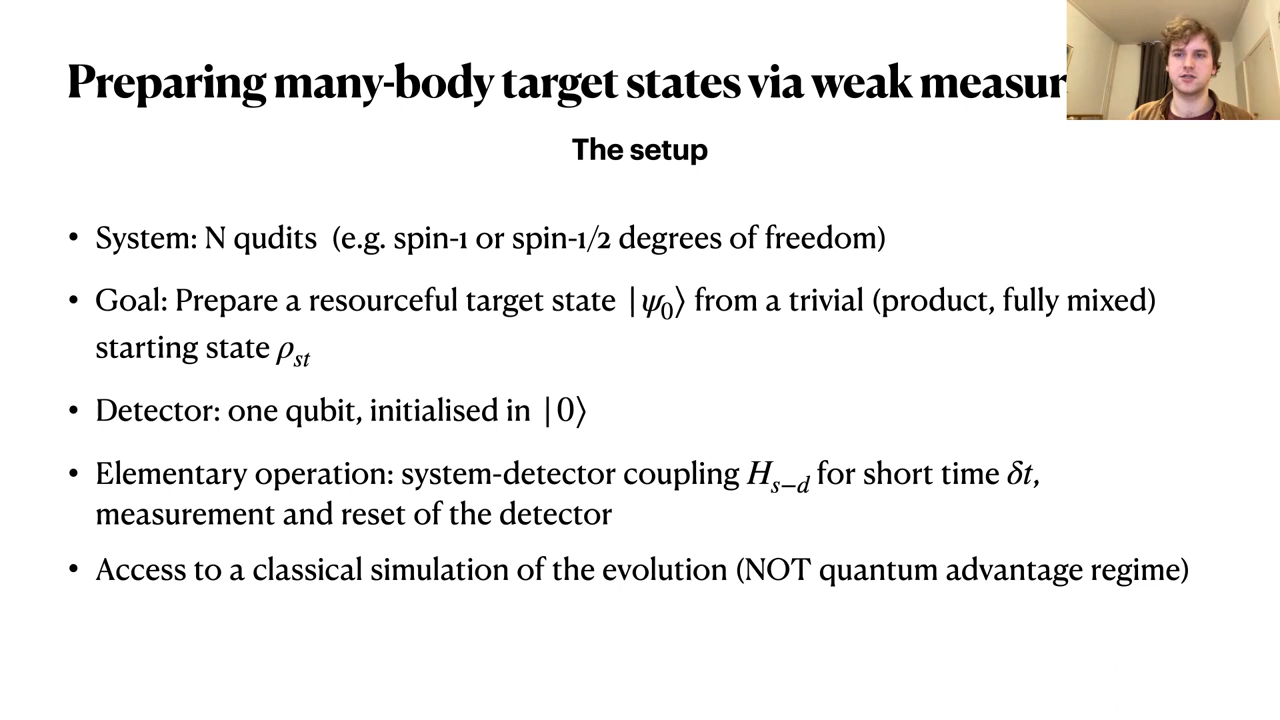 Preparing many-body target states via weak measur
The setup
• System: N qudits (e.g. spin-1 or spin-1/2 degrees of freedom)
• Goal: Prepare a resourceful target state |ψ₀⟩ from a trivial (product, fully mixed)
starting state ρₛₜ
• Detector: one qubit, initialised in |0⟩
• Elementary operation: system-detector coupling H_{s−d} for short time δt,
measurement and reset of the detector
• Access to a classical simulation of the evolution (NOT quantum advantage regime)